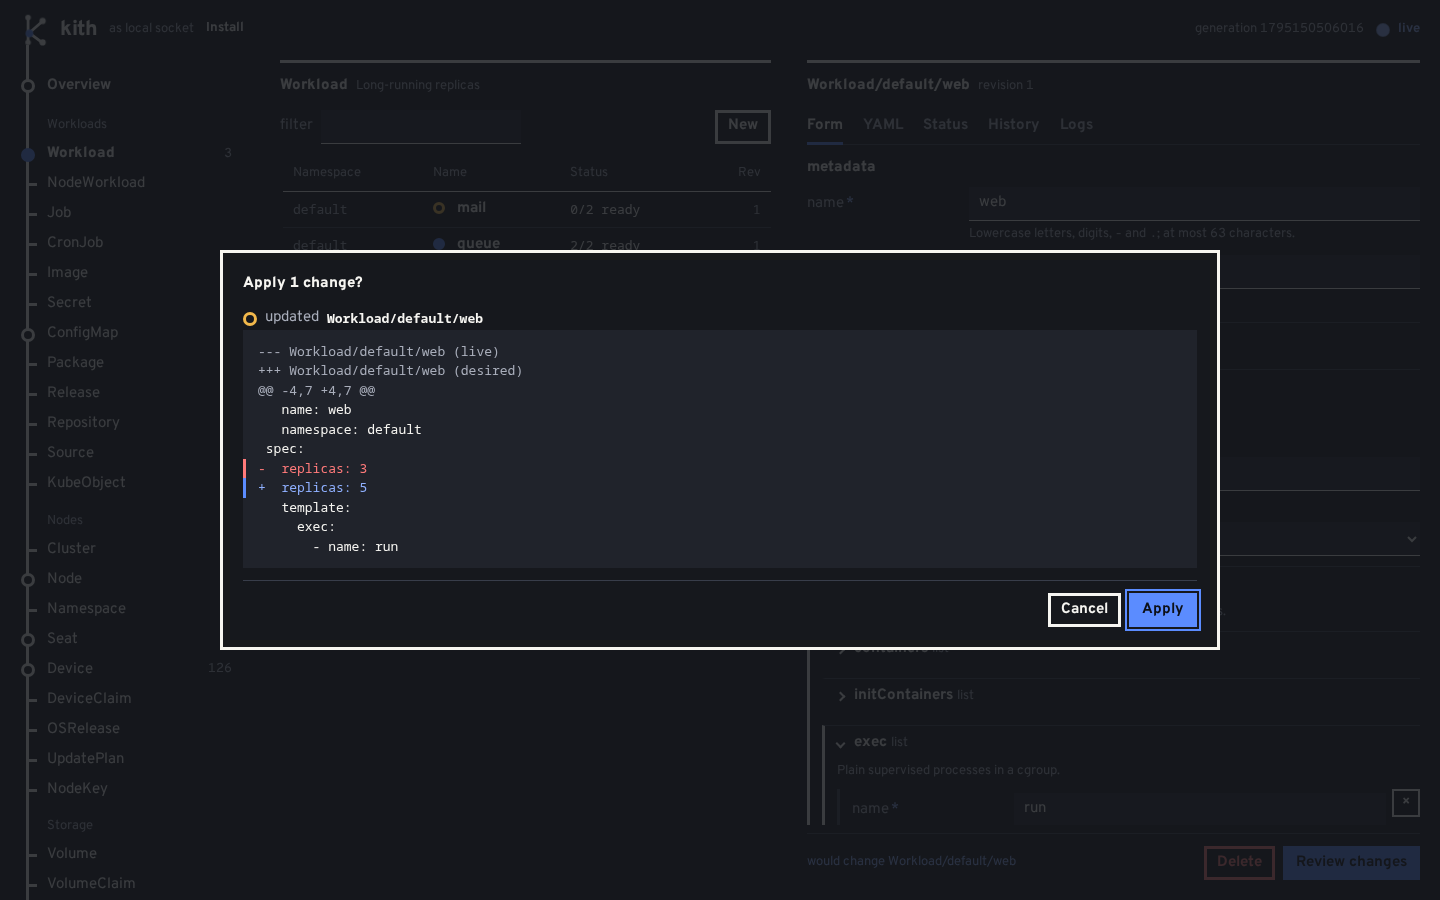 kith as local socket Install
generation 1795150506016 live
Overview
Workloads
Workload 3
NodeWorkload
Job
CronJob
Image
Secret
ConfigMap
Package
Release
Repository
Source
KubeObject
Nodes
Cluster
Node
Namespace
Seat
Device 126
DeviceClaim
OSRelease
UpdatePlan
NodeKey
Storage
Volume
VolumeClaim
Workload Long-running replicas
filter New
Namespace Name Status Rev
default mail 0/2 ready 1
default queue 2/2 ready 1
Workload/default/web revision 1
Form YAML Status History Logs
metadata
name * web
Lowercase letters, digits, - and .; at most 63 characters.
Apply 1 change?
updated Workload/default/web
--- Workload/default/web (live)
+++ Workload/default/web (desired)
@@ -4,7 +4,7 @@
name: web
namespace: default
spec:
- replicas: 3
+ replicas: 5
template:
exec:
- name: run
Cancel Apply
initContainers list
exec list
Plain supervised processes in a cgroup.
name * run ×
would change Workload/default/web Delete Review changes